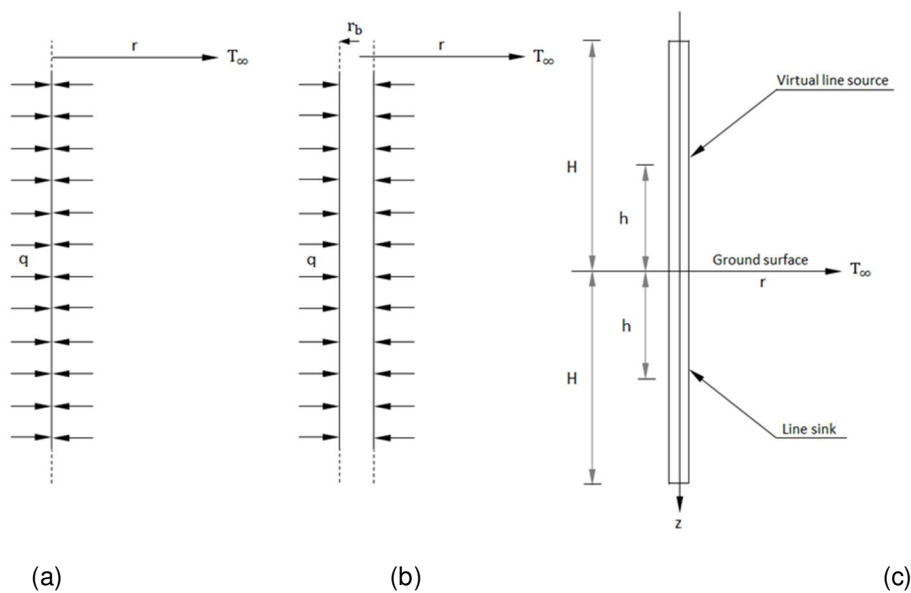 r
T∞
q
(a)
r_b
r
T∞
q
(b)
Virtual line source
H
h
Ground surface
T∞
r
h
H
Line sink
z
(c)